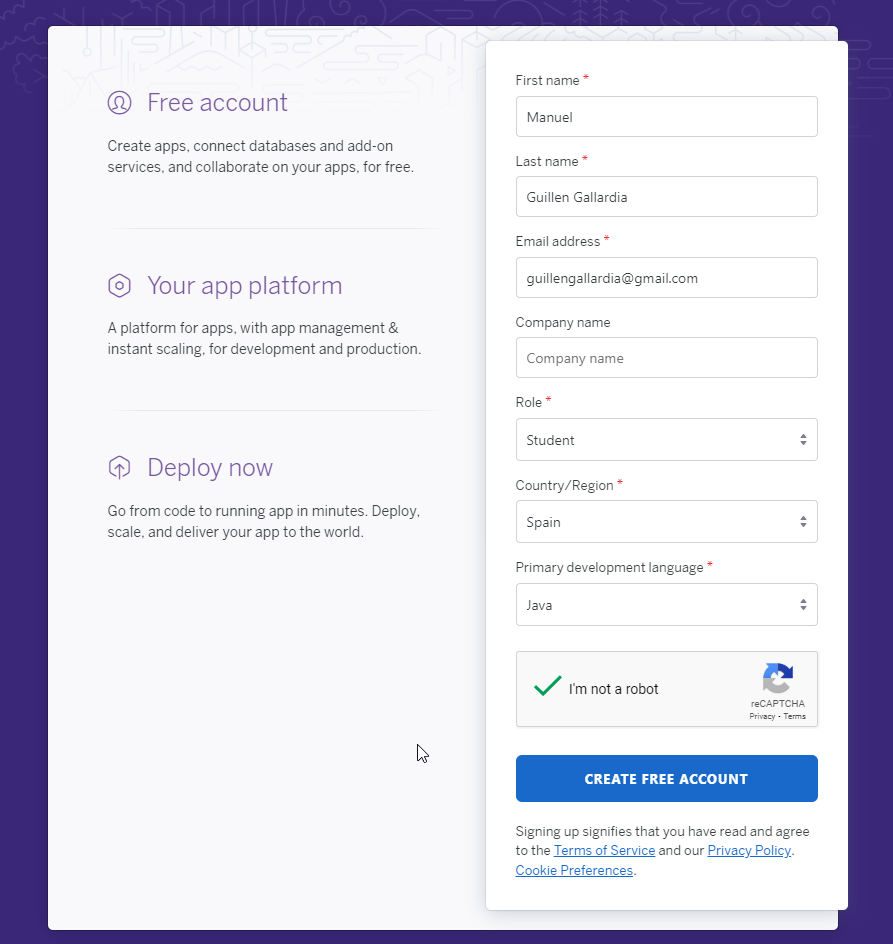 Free account
Create apps, connect databases and add-on
services, and collaborate on your apps, for free.
Your app platform
A platform for apps, with app management &
instant scaling, for development and production.
Deploy now
Go from code to running app in minutes. Deploy,
scale, and deliver your app to the world.
First name *
Manuel
Last name *
Guillen Gallardia
Email address *
guillengallardia@gmail.com
Company name
Company name
Role *
Student
Country/Region *
Spain
Primary development language *
Java
I'm not a robot
reCAPTCHA
Privacy - Terms
CREATE FREE ACCOUNT
Signing up signifies that you have read and agree
to the Terms of Service and our Privacy Policy.
Cookie Preferences.